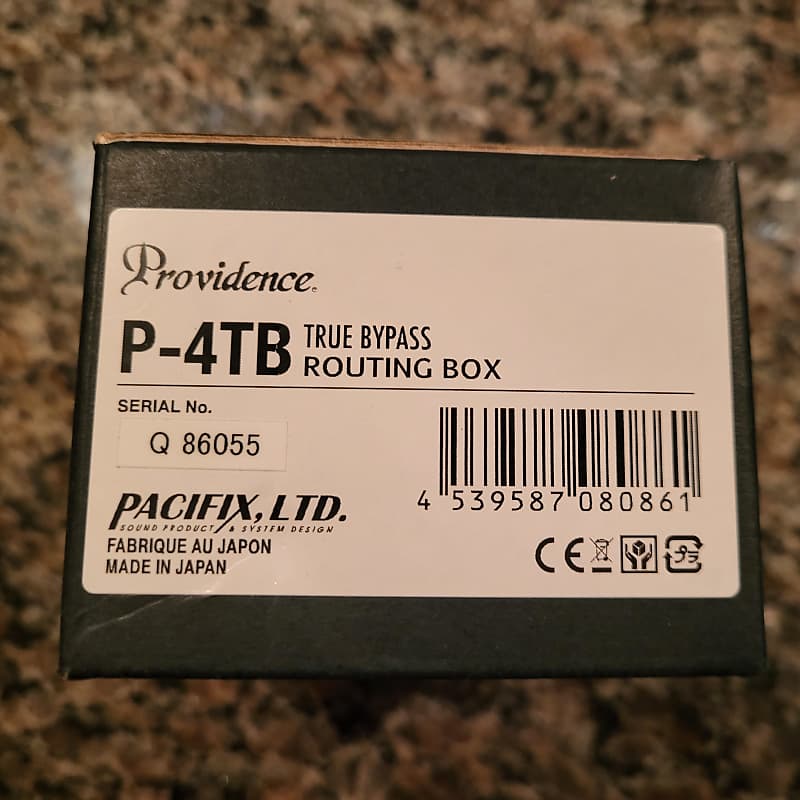 Providence
P-4TB TRUE BYPASS
ROUTING BOX
SERIAL No.
Q 86055
4 539587 080861
PACIFIX, LTD.
SOUND PRODUCT & SYSTEM DESIGN
FABRIQUE AU JAPON
MADE IN JAPAN
CE